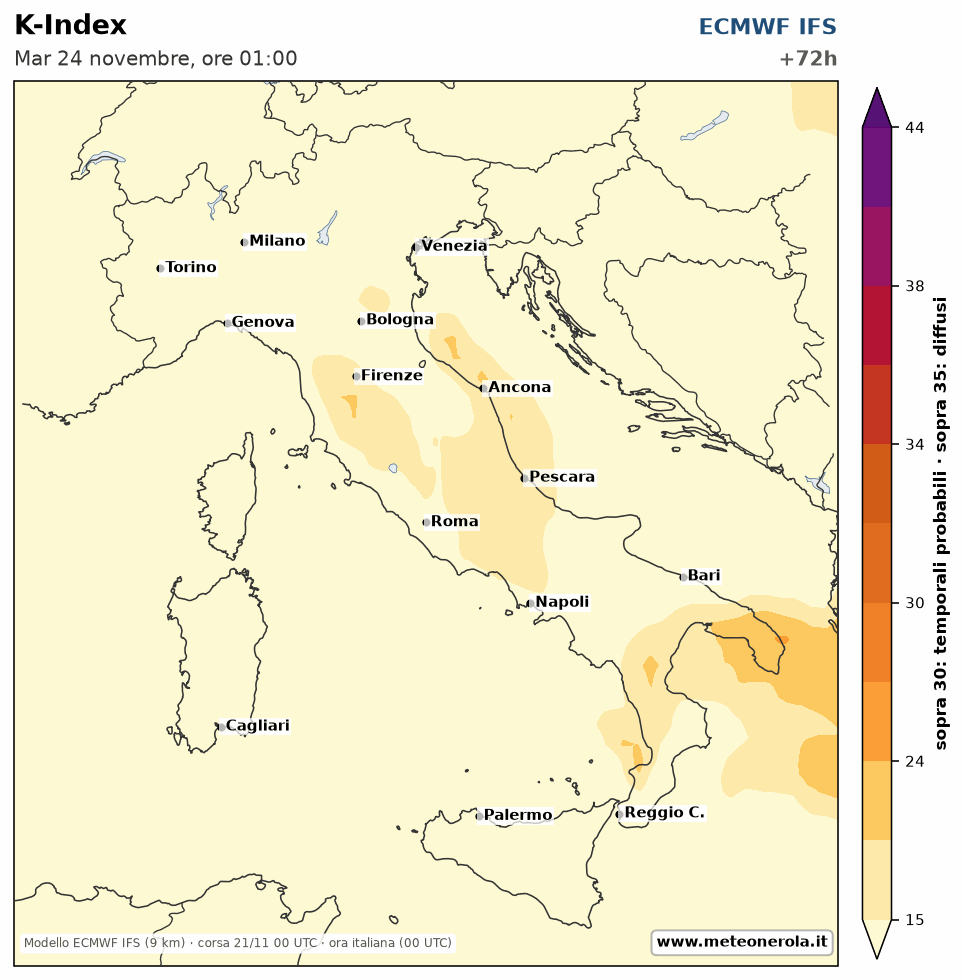 K-Index
ECMWF IFS
Mar 24 novembre, ore 01:00
+72h
44
38
34
30
24
15
sopra 30: temporali probabili · sopra 35: diffusi
Milano
Venezia
Torino
Genova
Bologna
Firenze
Ancona
Pescara
Roma
Bari
Napoli
Cagliari
Palermo
Reggio C.
Modello ECMWF IFS (9 km) · corsa 21/11 00 UTC · ora italiana (00 UTC)
www.meteonerola.it